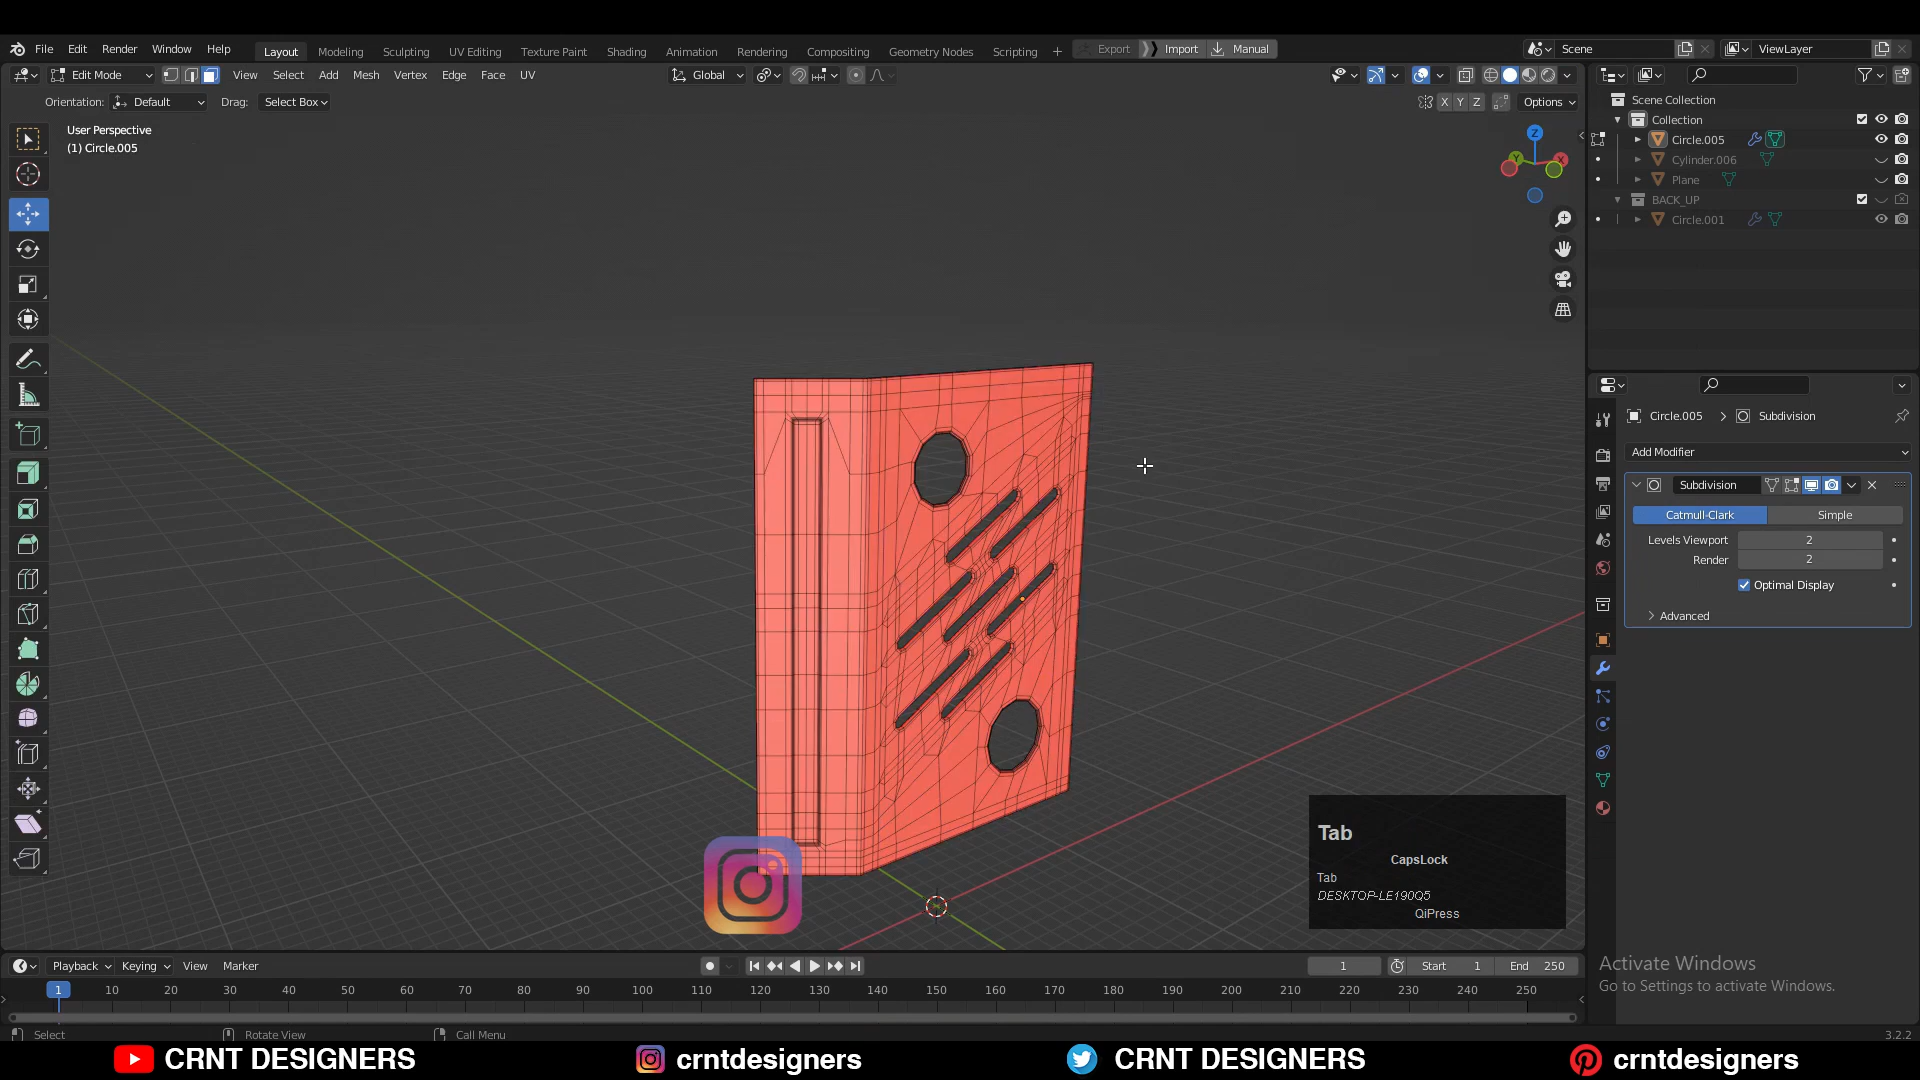 File Edit Render Window Help Layout Modeling Sculpting UV Editing Texture Paint Shading Animation Rendering Compositing Geometry Nodes Scripting + Export Import Manual Scene ViewLayer
Edit Mode View Select Add Mesh Vertex Edge Face UV Global
Orientation: Default Drag: Select Box X Y Z Options
User Perspective
(1) Circle.005
Z
Y X
Scene Collection
Collection
Circle.005
Cylinder.006
Plane
BACK_UP
Circle.001
Circle.005 > Subdivision
Add Modifier
Subdivision
Catmull-Clark Simple
Levels Viewport 2
Render 2
Optimal Display
Advanced
Tab
CapsLock
Tab
DESKTOP-LE190Q5
QiPress
Activate Windows
Go to Settings to activate Windows.
Playback Keying View Marker 1 Start 1 End 250
1 10 20 30 40 50 60 70 80 90 100 110 120 130 140 150 160 170 180 190 200 210 220 230 240 250
Select Rotate View Call Menu 3.2.2
CRNT DESIGNERS crntdesigners CRNT DESIGNERS crntdesigners